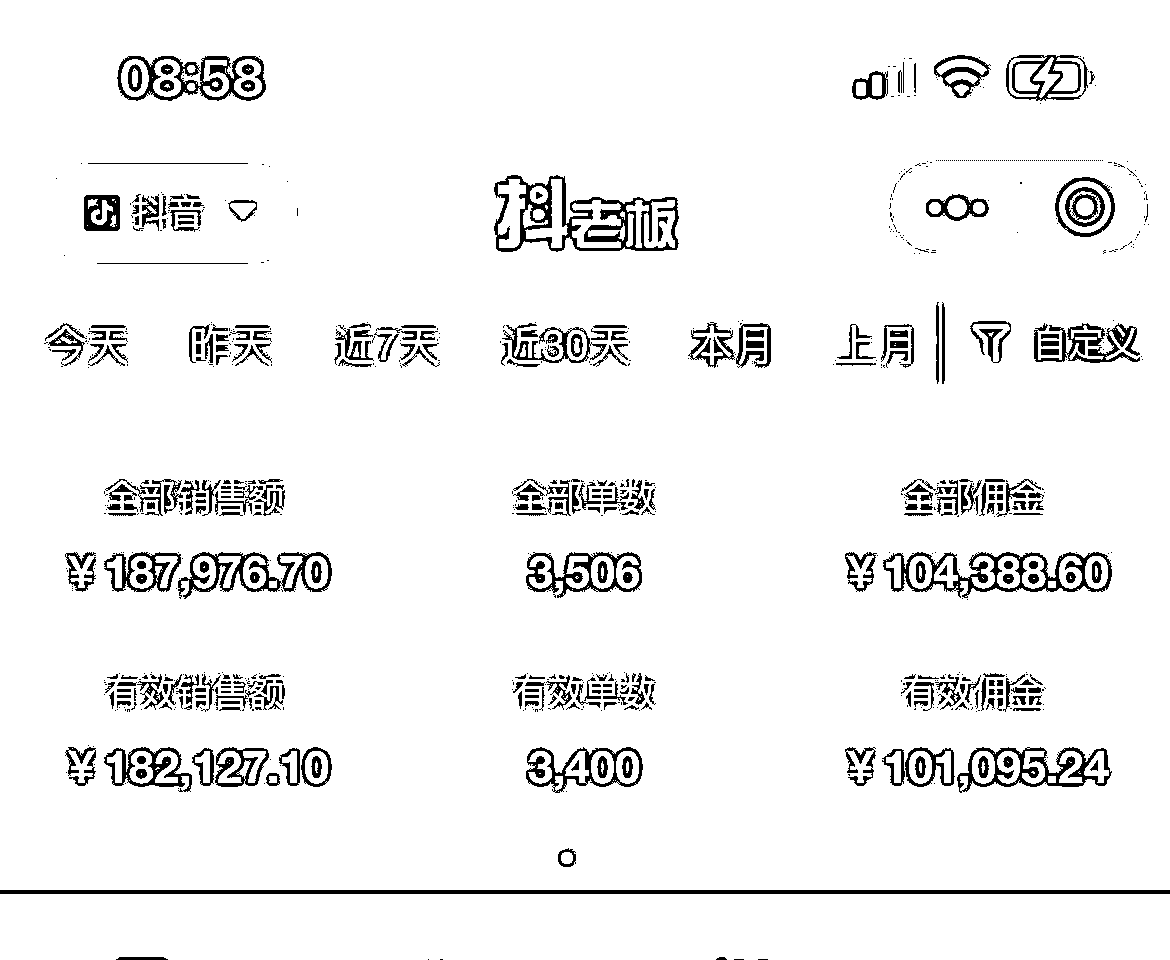 08:58
抖音 抖老板
今天 昨天 近7天 近30天 本月 上月 自定义
全部销售额 全部单数 全部佣金
¥ 187,976.70 3,506 ¥ 104,388.60
有效销售额 有效单数 有效佣金
¥ 182,127.10 3,400 ¥ 101,095.24